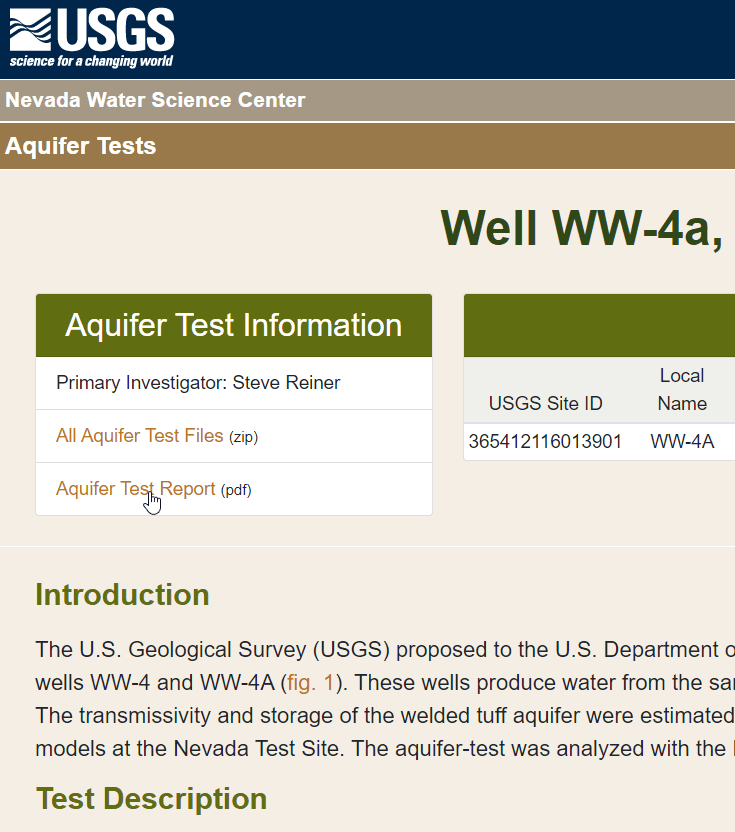 USGS
science for a changing world
Nevada Water Science Center
Aquifer Tests
Well WW-4a,
Aquifer Test Information
Primary Investigator: Steve Reiner
All Aquifer Test Files (zip)
Aquifer Test Report (pdf)
Local
USGS Site ID Name
365412116013901 WW-4A
Introduction
The U.S. Geological Survey (USGS) proposed to the U.S. Department
wells WW-4 and WW-4A (fig. 1). These wells produce water from the
The transmissivity and storage of the welded tuff aquifer were estimated
models at the Nevada Test Site. The aquifer-test was analyzed with the
Test Description